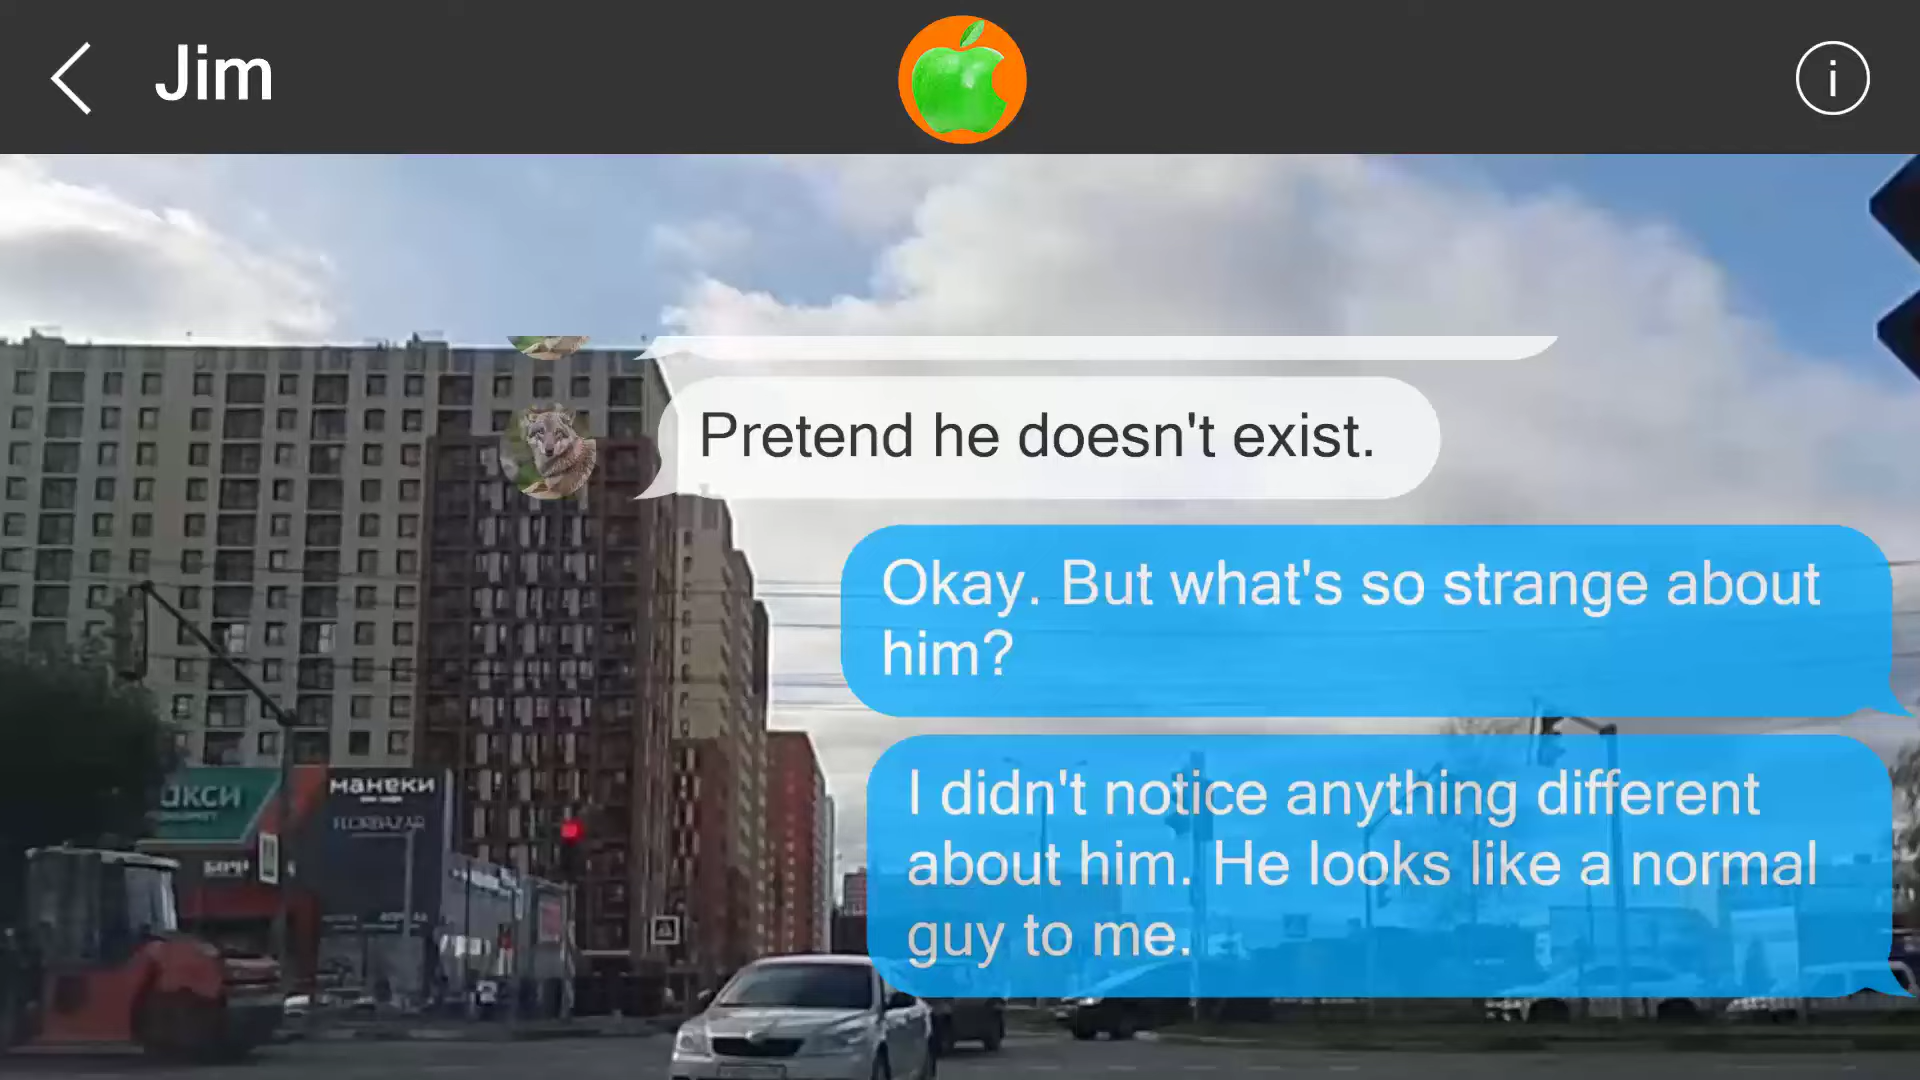 Jim
i
Pretend he doesn't exist.
Okay. But what's so strange about
him?
I didn't notice anything different
about him. He looks like a normal
guy to me.
манеки
FLORBAZAR